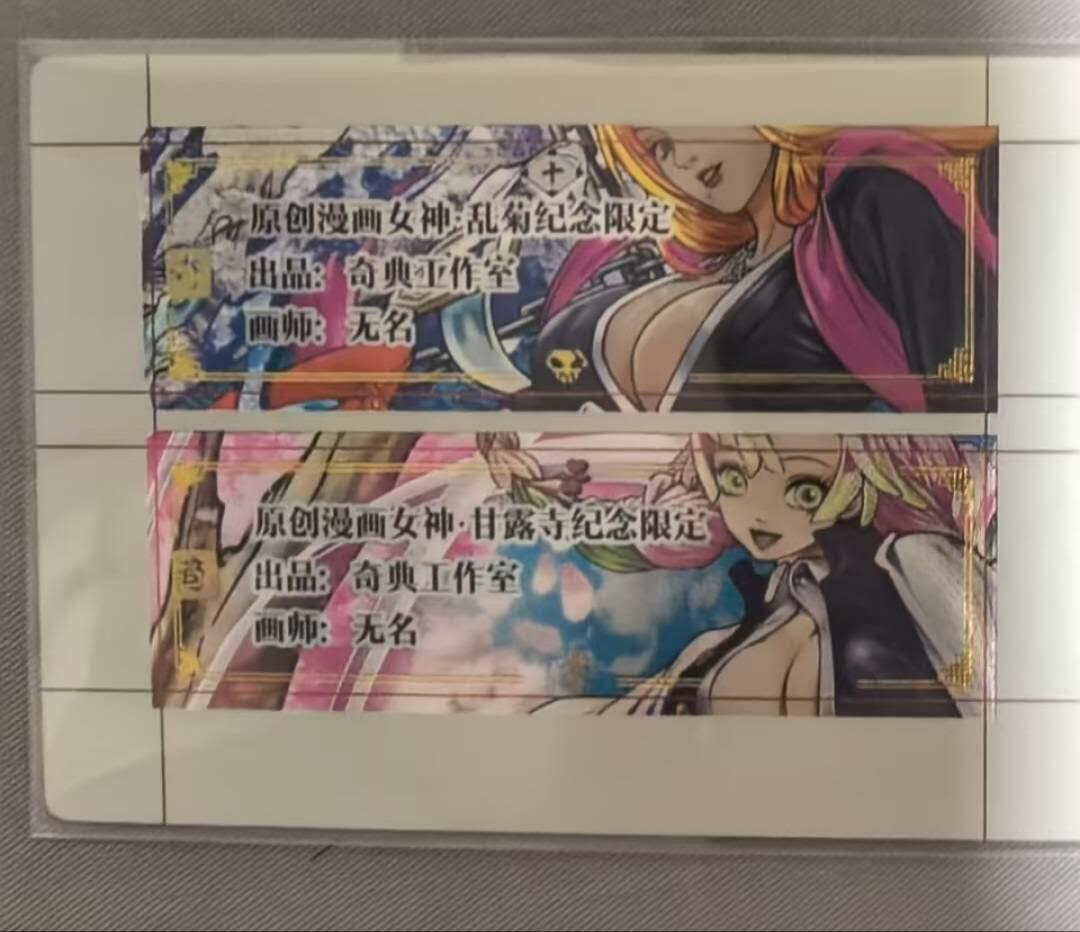 原创漫画女神·乱菊纪念限定
出品：奇典工作室
画师：无名
原创漫画女神·甘露寺纪念限定
出品：奇典工作室
画师：无名
奇